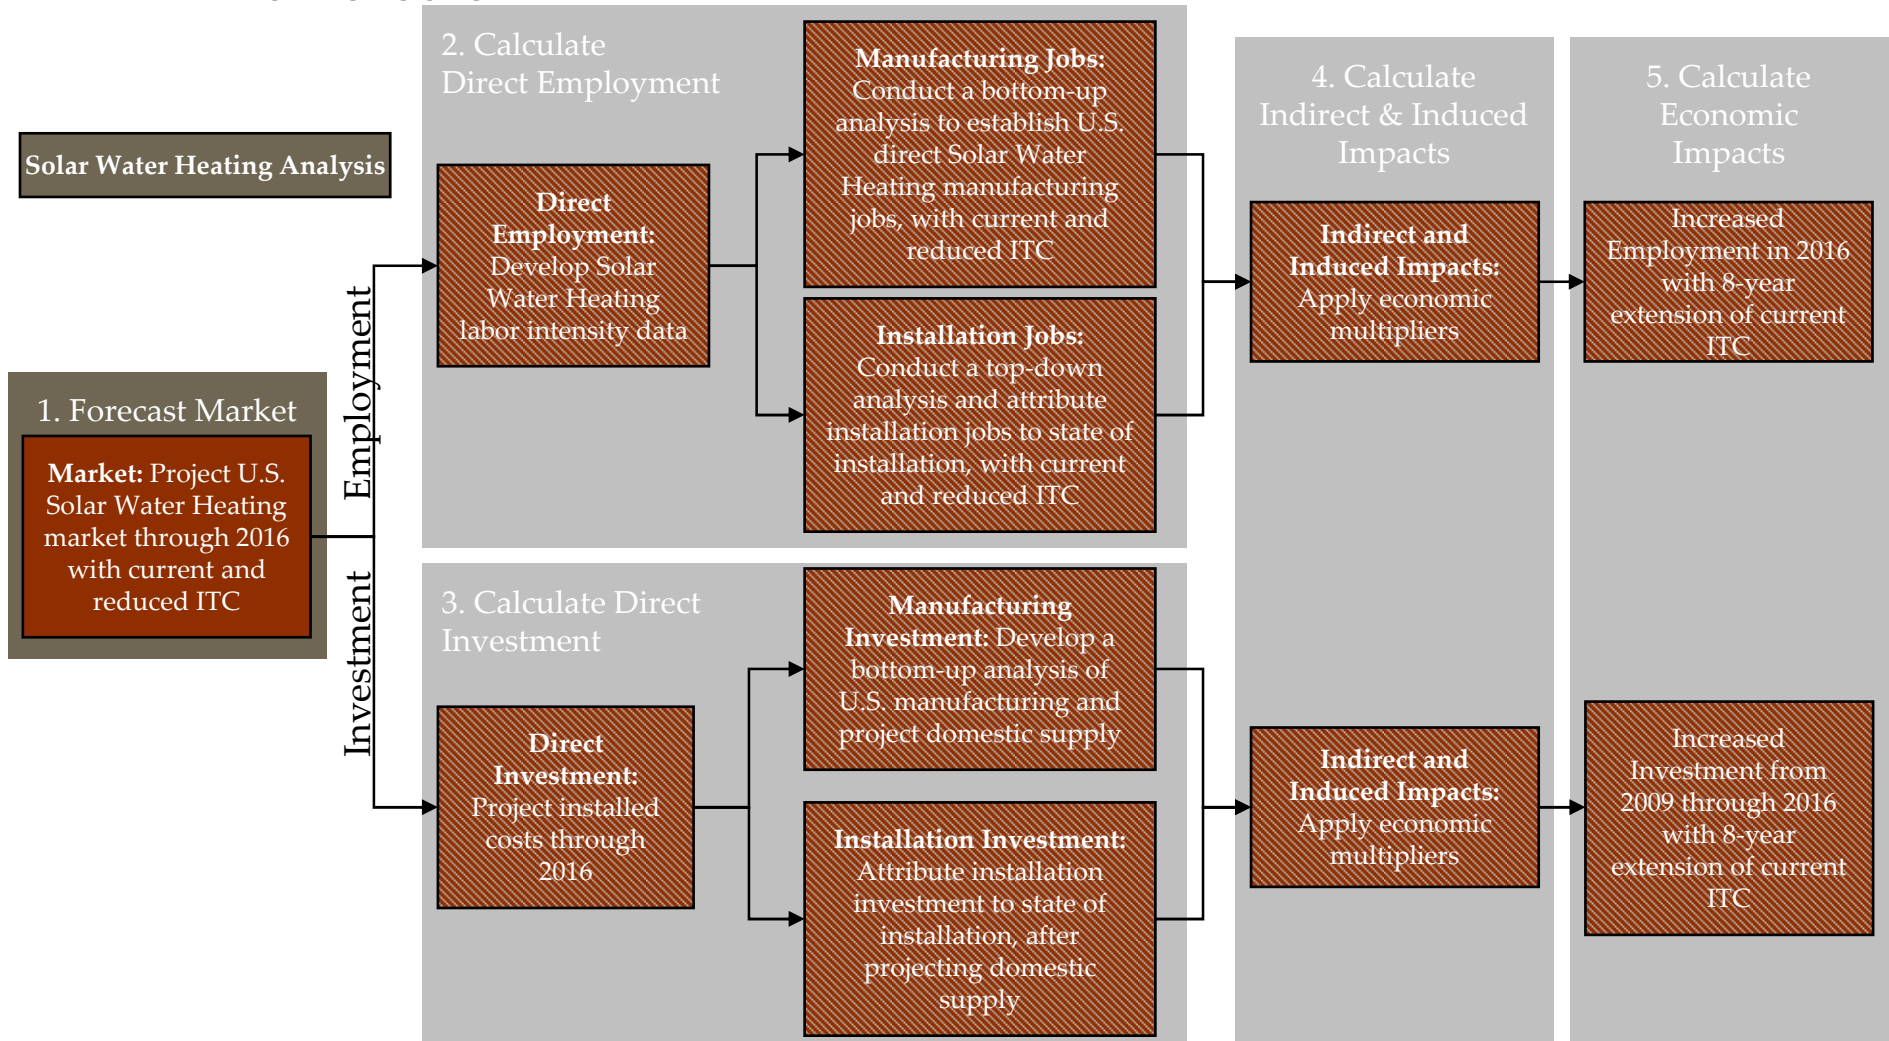 Solar Water Heating Analysis
1. Forecast Market
Market: Project U.S.
Solar Water Heating
market through 2016
with current and
reduced ITC
Employment
Investment
2. Calculate
Direct Employment
Direct
Employment:
Develop Solar
Water Heating
labor intensity data
Manufacturing Jobs:
Conduct a bottom-up
analysis to establish U.S.
direct Solar Water
Heating manufacturing
jobs, with current and
reduced ITC
Installation Jobs:
Conduct a top-down
analysis and attribute
installation jobs to state of
installation, with current
and reduced ITC
3. Calculate Direct
Investment
Direct
Investment:
Project installed
costs through
2016
Manufacturing
Investment: Develop a
bottom-up analysis of
U.S. manufacturing and
project domestic supply
Installation Investment:
Attribute installation
investment to state of
installation, after
projecting domestic
supply
4. Calculate
Indirect & Induced
Impacts
Indirect and
Induced Impacts:
Apply economic
multipliers
Indirect and
Induced Impacts:
Apply economic
multipliers
5. Calculate
Economic
Impacts
Increased
Employment in 2016
with 8-year
extension of current
ITC
Increased
Investment from
2009 through 2016
with 8-year
extension of current
ITC